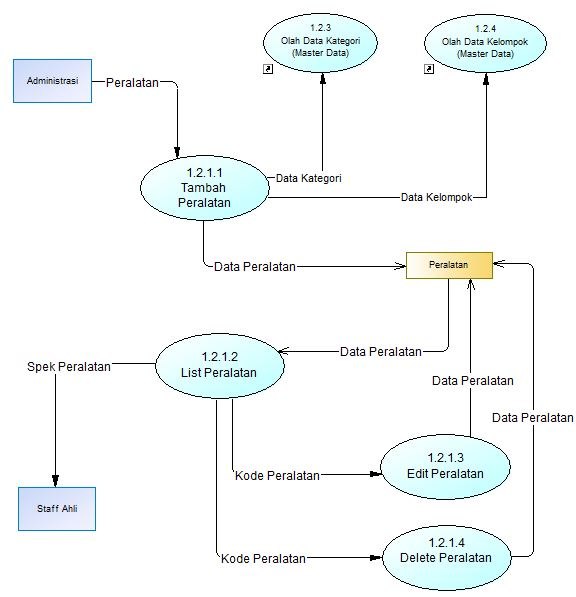 1.2.3
Olah Data Kategori
(Master Data)
1.2.4
Olah Data Kelompok
(Master Data)
Administrasi
Peralatan
1.2.1.1
Tambah
Peralatan
Data Kategori
Data Kelompok
Data Peralatan
Peralatan
1.2.1.2
List Peralatan
Data Peralatan
Spek Peralatan
Data Peralatan
Data Peralatan
1.2.1.3
Edit Peralatan
Kode Peralatan
Staff Ahli
1.2.1.4
Delete Peralatan
Kode Peralatan